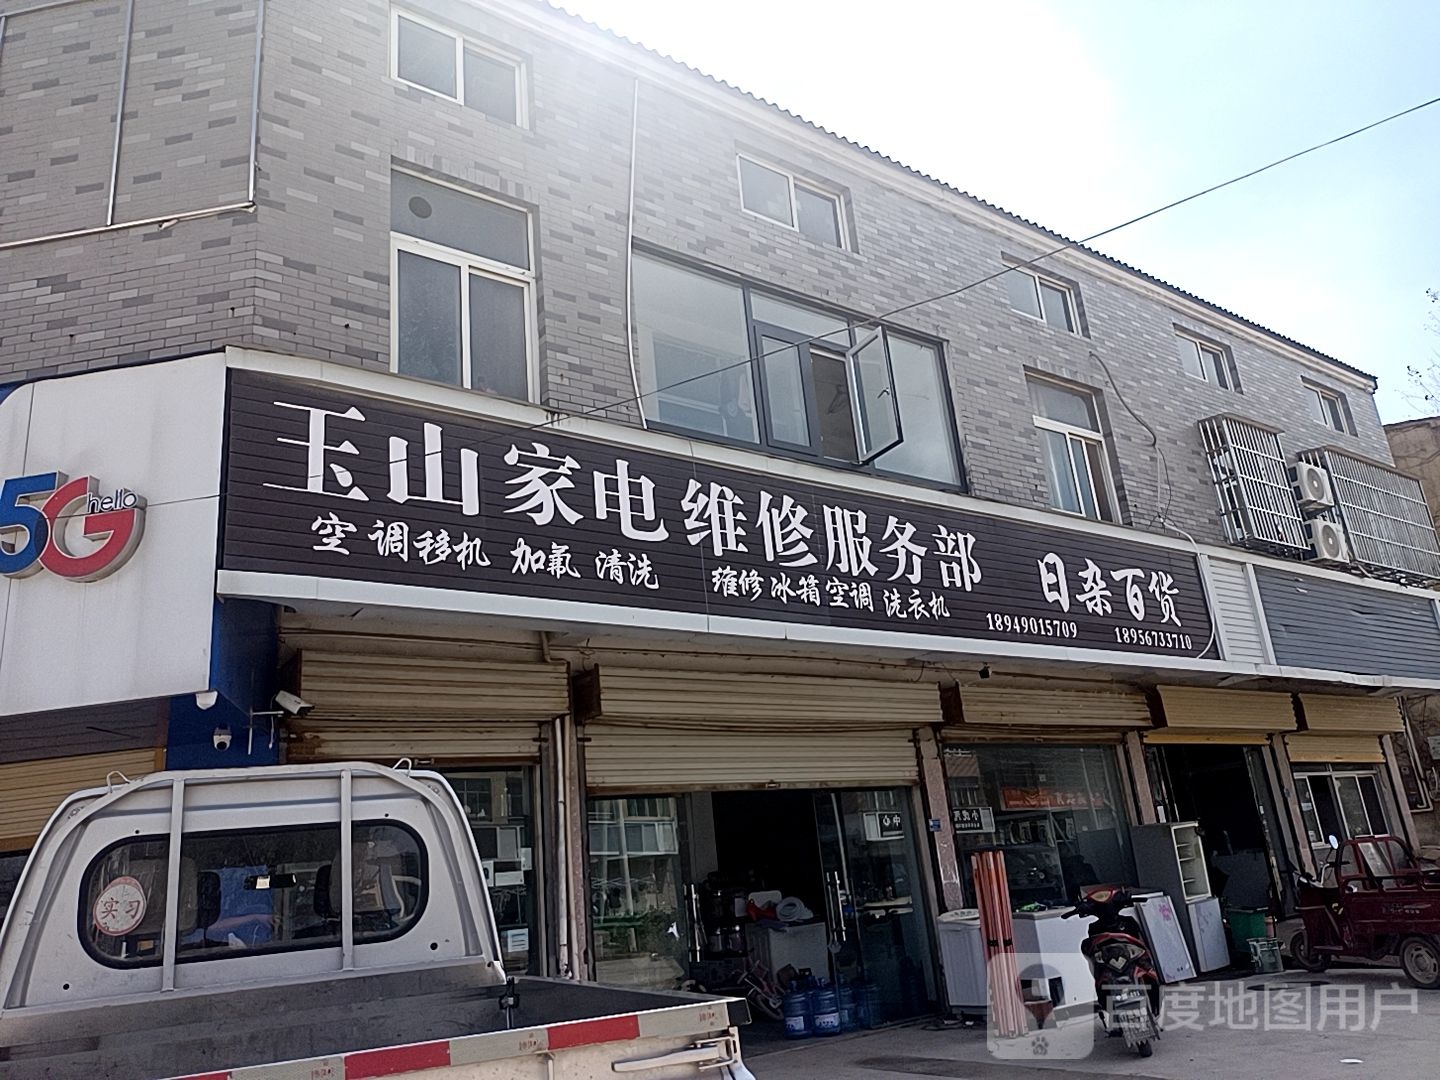 玉山家电维修服务部 日杂百货
空调移机 加氟 清洗 维修冰箱空调 洗衣机 18949015709 18956733710
5G
hello
实习
百度地图用户